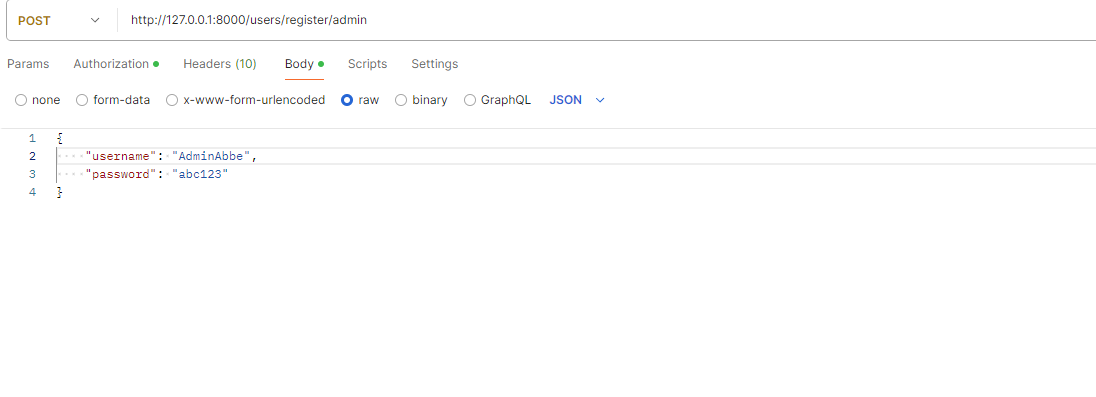 POST http://127.0.0.1:8000/users/register/admin
Params Authorization Headers (10) Body Scripts Settings
none form-data x-www-form-urlencoded raw binary GraphQL JSON
1 {
2 "username": "AdminAbbe",
3 "password": "abc123"
4 }